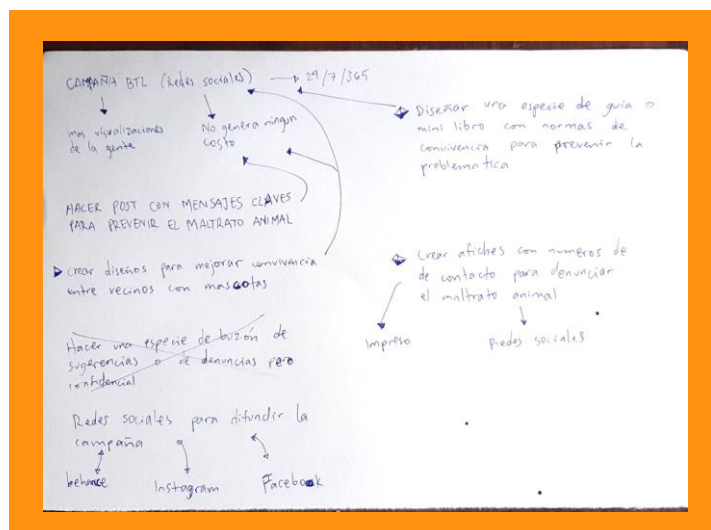 CAMPAÑA BTL (Redes sociales) → 24/7/365
mas visualizaciones
de la gente
No genera ningun
costo
HACER POST CON MENSAJES CLAVES
PARA PREVENIR EL MALTRATO ANIMAL
crear diseños para mejorar convivencia
entre vecinos con mascotas
Hacer una especie de buzón de
sugerencias o de denuncias pero
confidencial
Redes sociales para difundir la
campaña
behance Instagram Facebook
Diseñar una especie de guia o
mini libro con normas de
convivencia para prevenir la
problematica
Crear afiches con numeros de
de contacto para denunciar
el maltrato animal
Impreso Redes sociales